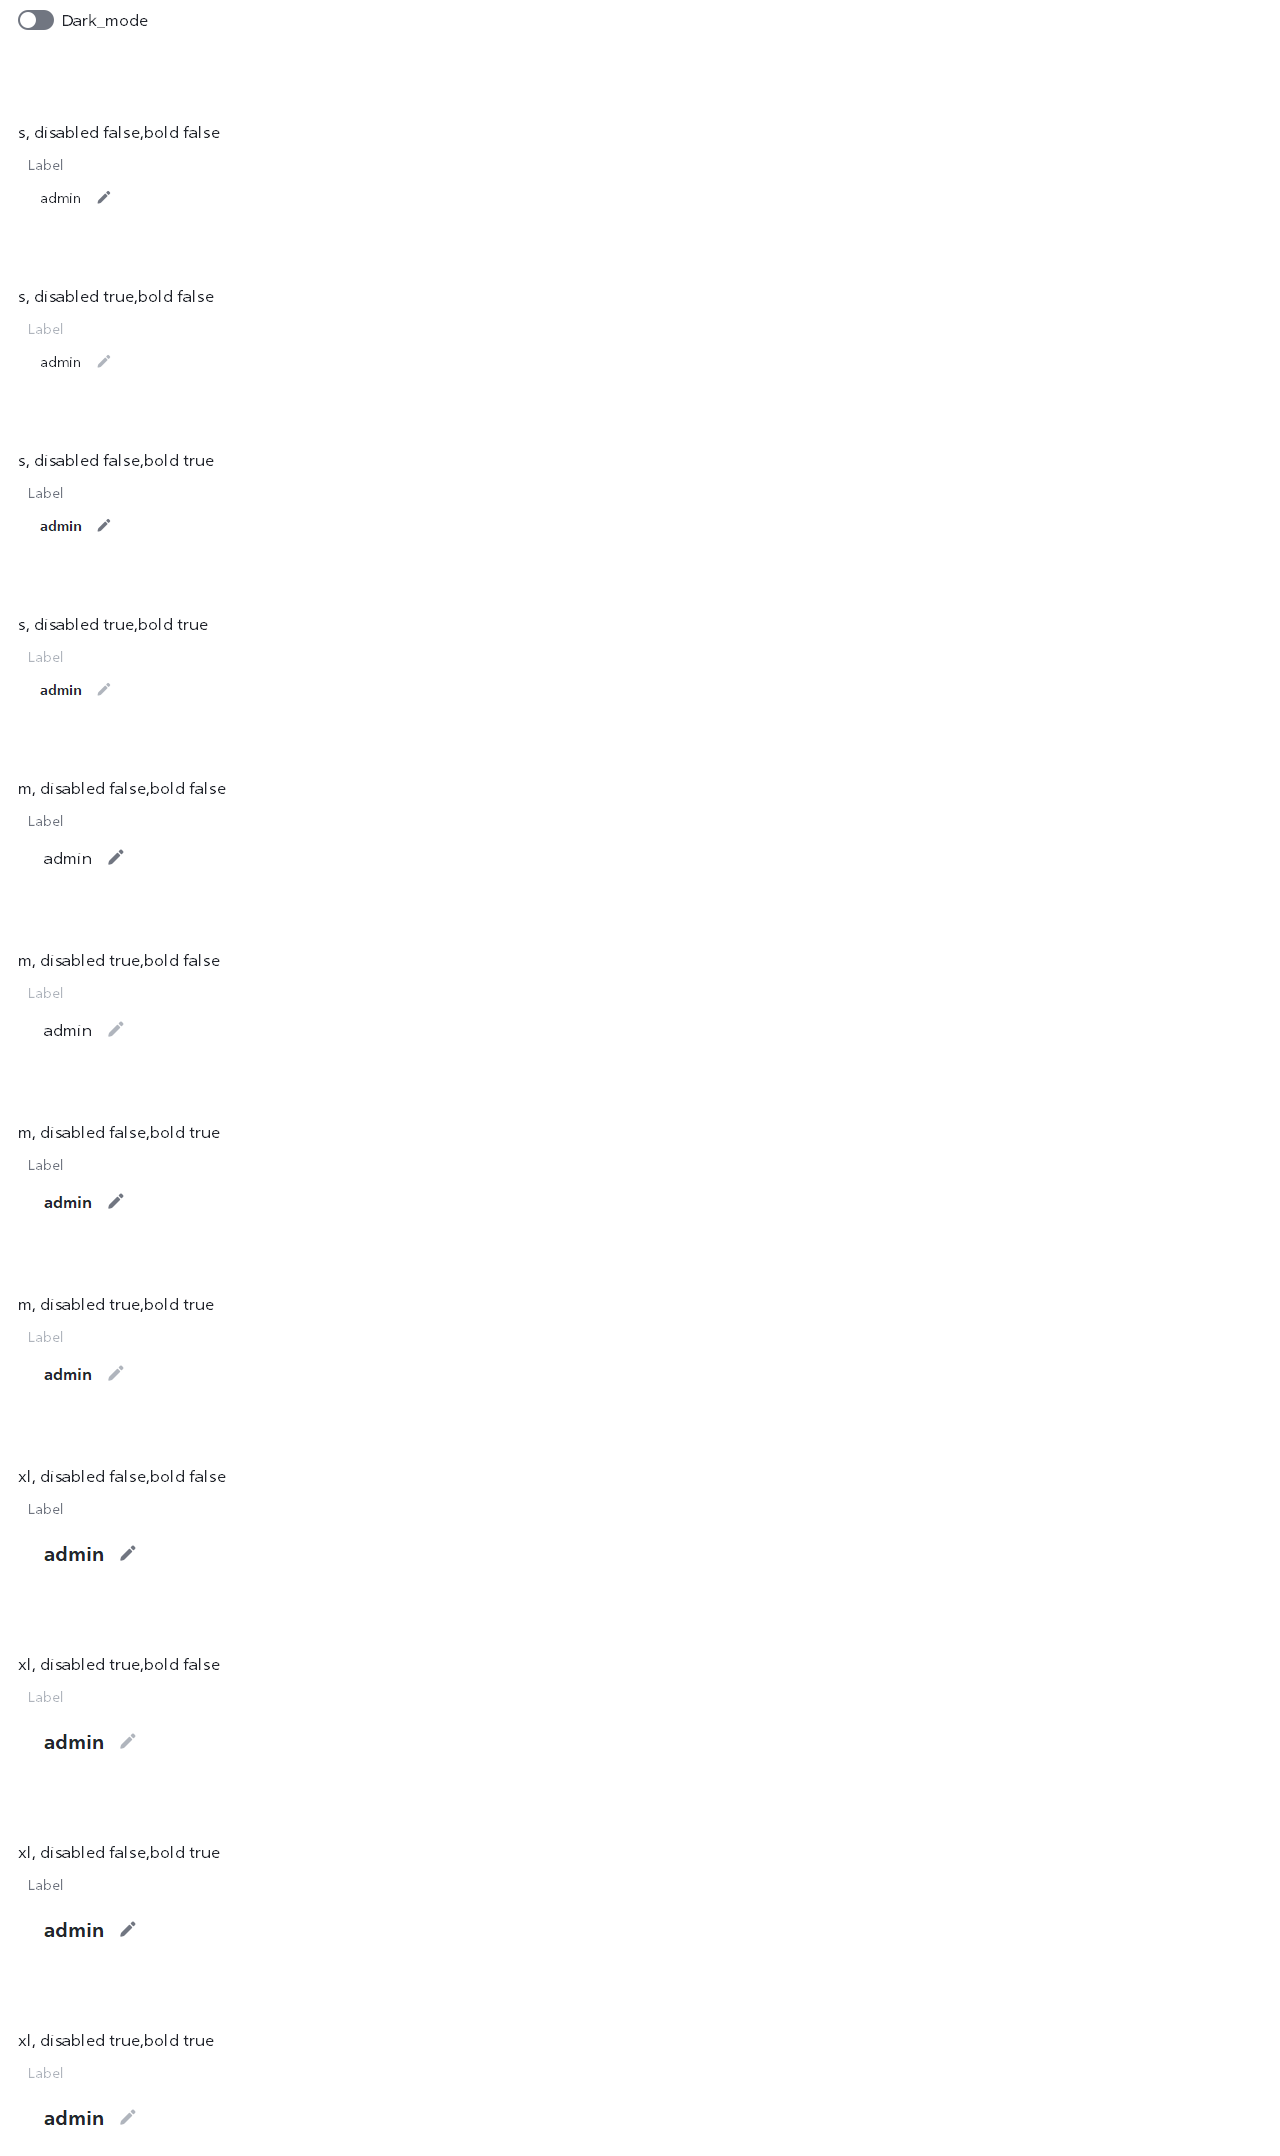 Dark_mode
s, disabled false,bold false
Label
admin
s, disabled true,bold false
Label
admin
s, disabled false,bold true
Label
admin
s, disabled true,bold true
Label
admin
m, disabled false,bold false
Label
admin
m, disabled true,bold false
Label
admin
m, disabled false,bold true
Label
admin
m, disabled true,bold true
Label
admin
xl, disabled false,bold false
Label
admin
xl, disabled true,bold false
Label
admin
xl, disabled false,bold true
Label
admin
xl, disabled true,bold true
Label
admin